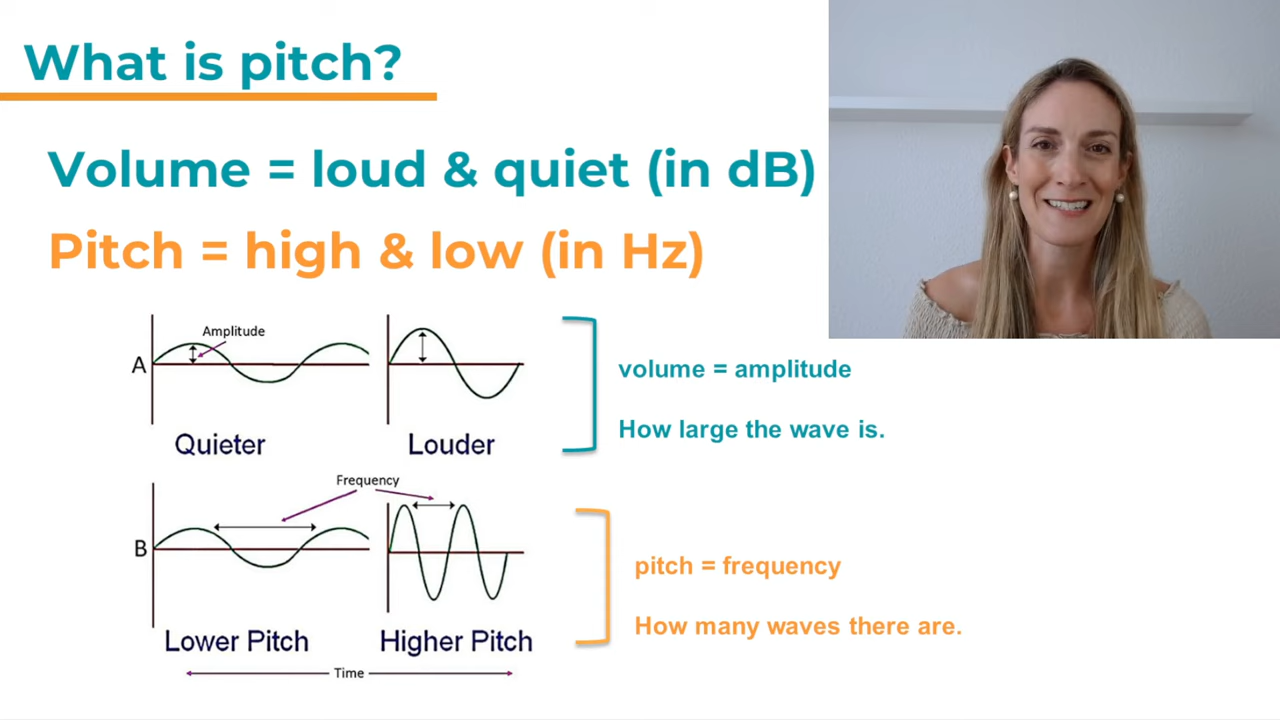 What is pitch?
Volume = loud & quiet (in dB)
Pitch = high & low (in Hz)
Amplitude
A
Quieter
Louder
volume = amplitude
How large the wave is.
Frequency
B
Lower Pitch
Higher Pitch
Time
pitch = frequency
How many waves there are.